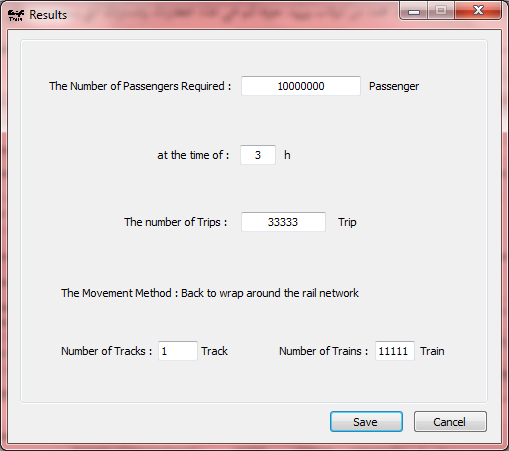 Results
The Number of Passengers Required : 10000000 Passenger
at the time of : 3 h
The number of Trips : 33333 Trip
The Movement Method : Back to wrap around the rail network
Number of Tracks : 1 Track Number of Trains : 11111 Train
Save Cancel